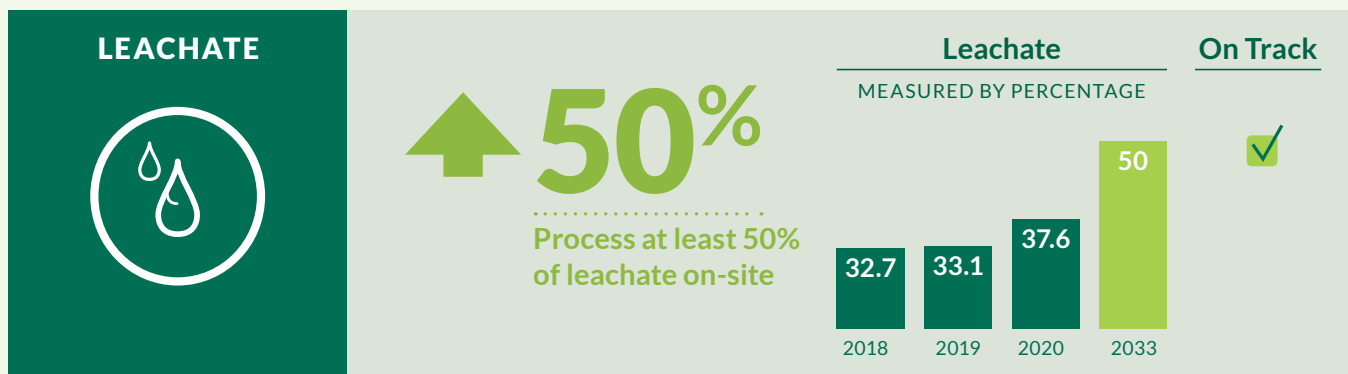 LEACHATE
50%
Process at least 50%
of leachate on-site
Leachate
MEASURED BY PERCENTAGE
32.7
33.1
37.6
50
2018
2019
2020
2033
On Track